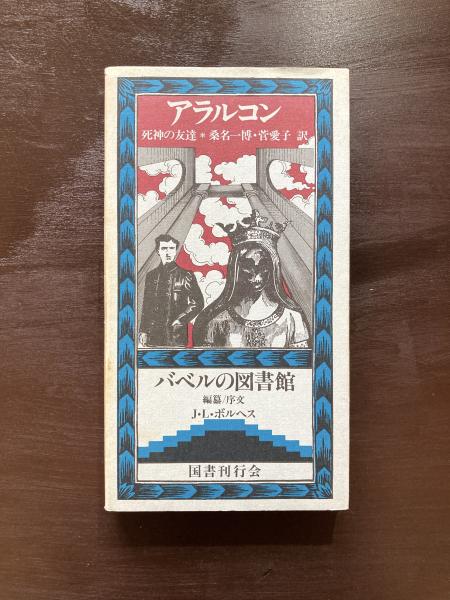 アラルコン
死神の友達＊桑名一博・菅愛子 訳
バベルの図書館
編纂/序文
J・L・ボルヘス
国書刊行会